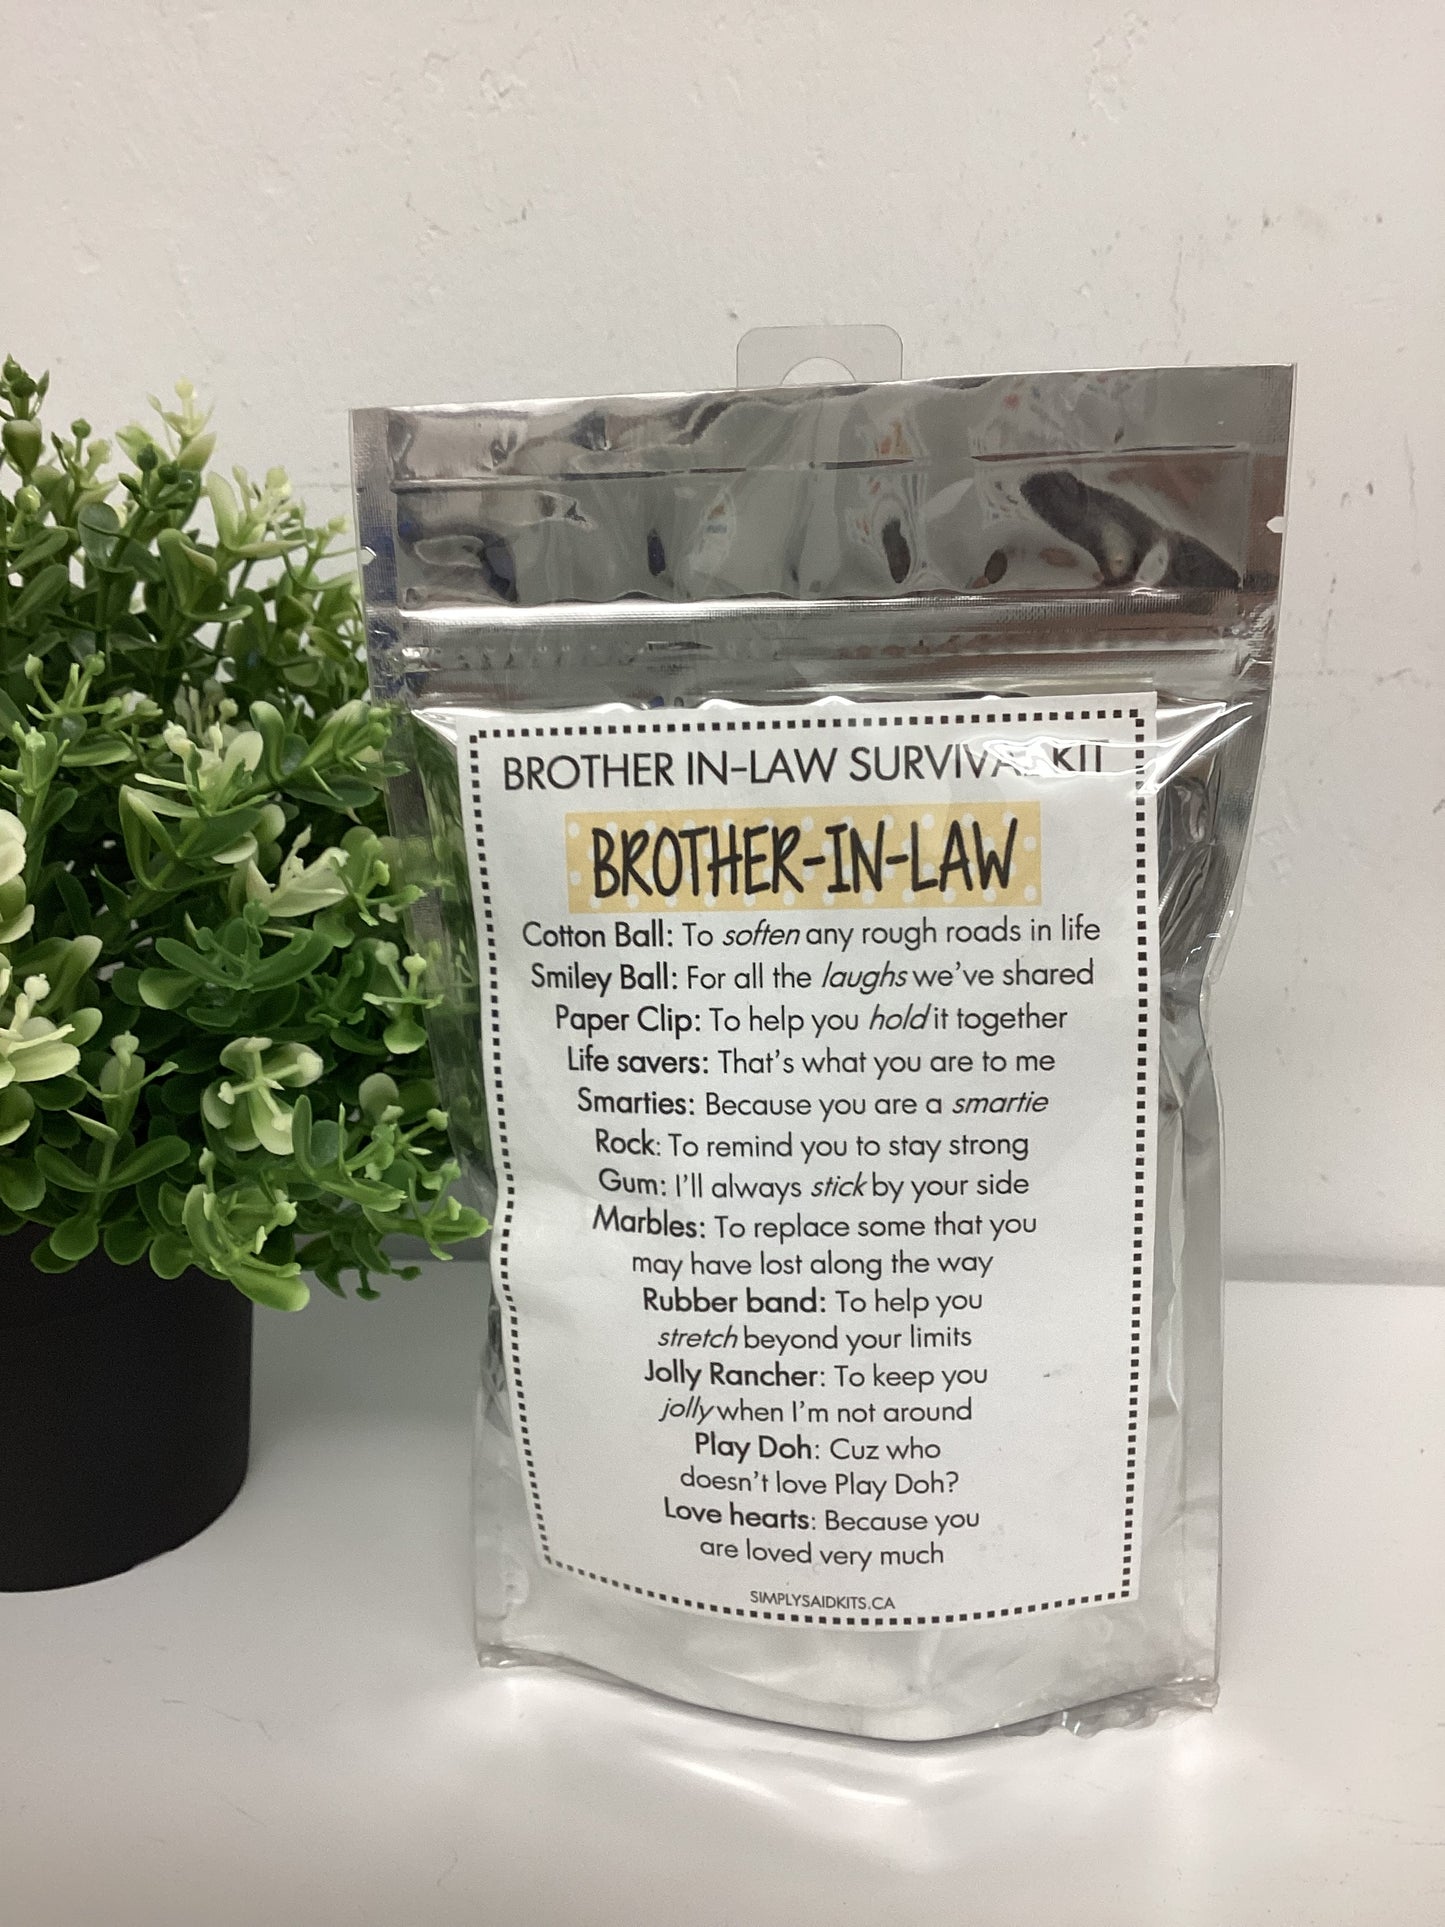 BROTHER IN-LAW SURVIVAL KIT
BROTHER-IN-LAW
Cotton Ball: To soften any rough roads in life
Smiley Ball: For all the laughs we've shared
Paper Clip: To help you hold it together
Life savers: That's what you are to me
Smarties: Because you are a smartie
Rock: To remind you to stay strong
Gum: I'll always stick by your side
Marbles: To replace some that you
may have lost along the way
Rubber band: To help you
stretch beyond your limits
Jolly Rancher: To keep you
jolly when I'm not around
Play Doh: Cuz who
doesn't love Play Doh?
Love hearts: Because you
are loved very much
SIMPLYSAIDKITS.CA